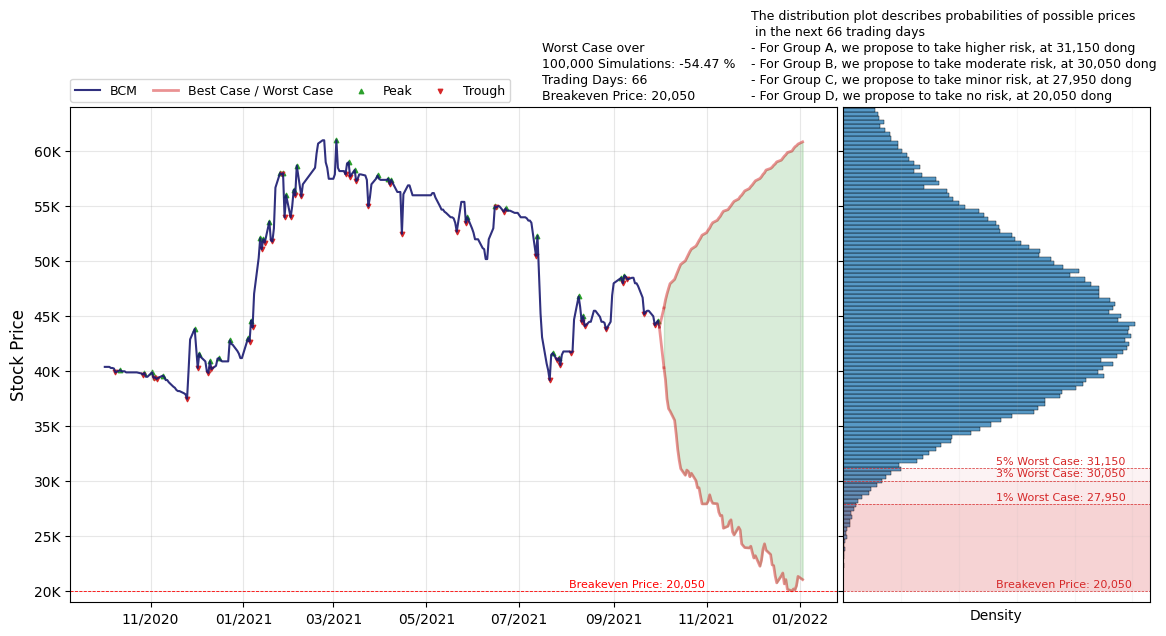 The distribution plot describes probabilities of possible prices
in the next 66 trading days
- For Group A, we propose to take higher risk, at 31,150 dong
- For Group B, we propose to take moderate risk, at 30,050 dong
- For Group C, we propose to take minor risk, at 27,950 dong
- For Group D, we propose to take no risk, at 20,050 dong
Worst Case over
100,000 Simulations: -54.47 %
Trading Days: 66
Breakeven Price: 20,050
BCM
Best Case / Worst Case
Peak
Trough
Stock Price
60K
55K
50K
45K
40K
35K
30K
25K
20K
Breakeven Price: 20,050
11/2020
01/2021
03/2021
05/2021
07/2021
09/2021
11/2021
01/2022
5% Worst Case: 31,150
3% Worst Case: 30,050
1% Worst Case: 27,950
Breakeven Price: 20,050
Density